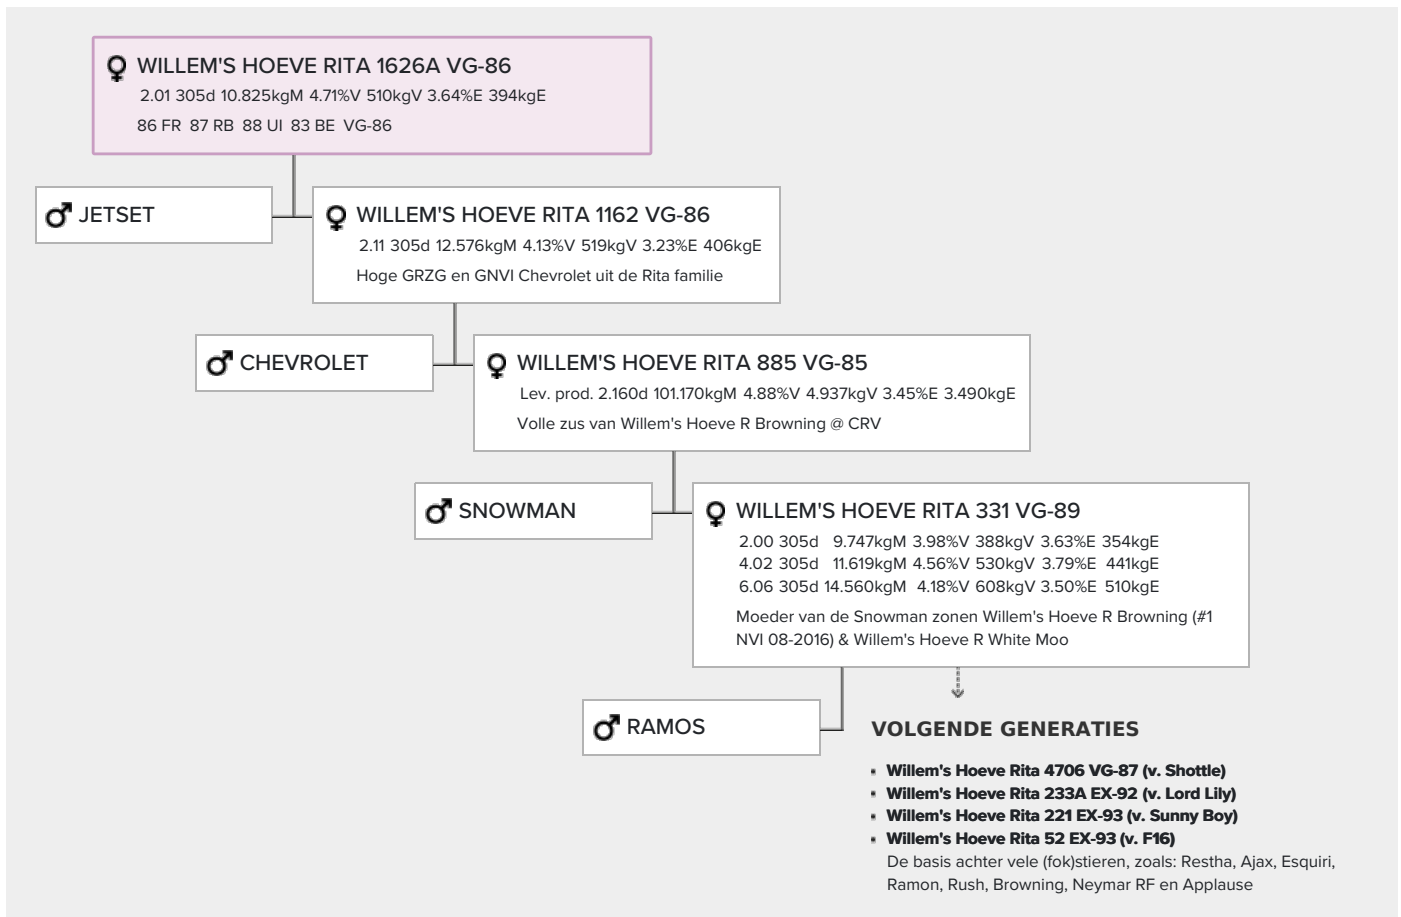 WILLEM'S HOEVE RITA 1626A VG-86
2.01 305d 10.825kgM 4.71%V 510kgV 3.64%E 394kgE
86 FR 87 RB 88 UI 83 BE VG-86
JETSET
WILLEM'S HOEVE RITA 1162 VG-86
2.11 305d 12.576kgM 4.13%V 519kgV 3.23%E 406kgE
Hoge GRZG en GNVI Chevrolet uit de Rita familie
CHEVROLET
WILLEM'S HOEVE RITA 885 VG-85
Lev. prod. 2.160d 101.170kgM 4.88%V 4.937kgV 3.45%E 3.490kgE
Volle zus van Willem's Hoeve R Browning @ CRV
SNOWMAN
WILLEM'S HOEVE RITA 331 VG-89
2.00 305d 9.747kgM 3.98%V 388kgV 3.63%E 354kgE
4.02 305d 11.619kgM 4.56%V 530kgV 3.79%E 441kgE
6.06 305d 14.560kgM 4.18%V 608kgV 3.50%E 510kgE
Moeder van de Snowman zonen Willem's Hoeve R Browning (#1
NVI 08-2016) & Willem's Hoeve R White Moo
RAMOS
VOLGENDE GENERATIES
▪ Willem's Hoeve Rita 4706 VG-87 (v. Shottle)
▪ Willem's Hoeve Rita 233A EX-92 (v. Lord Lily)
▪ Willem's Hoeve Rita 221 EX-93 (v. Sunny Boy)
▪ Willem's Hoeve Rita 52 EX-93 (v. F16)
De basis achter vele (fok)stieren, zoals: Restha, Ajax, Esquiri,
Ramon, Rush, Browning, Neymar RF en Applause